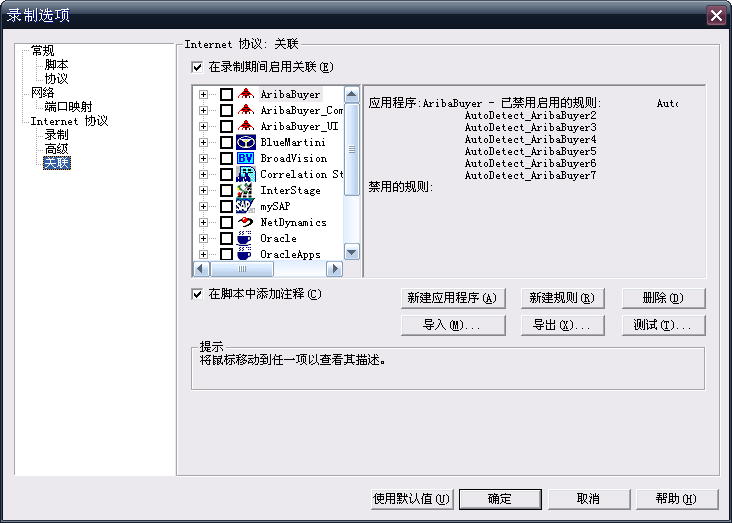 录制选项
常规
脚本
协议
网络
端口映射
Internet 协议
录制
高级
关联
Internet 协议: 关联
在录制期间启用关联(E)
AribaBuyer
AribaBuyer_Com
AribaBuyer_UI
BlueMartini
BroadVision
Correlation St
InterStage
mySAP
NetDynamics
Oracle
OracleApps
应用程序:AribaBuyer - 已禁用启用的规则: Auto
AutoDetect_AribaBuyer2
AutoDetect_AribaBuyer3
AutoDetect_AribaBuyer4
AutoDetect_AribaBuyer5
AutoDetect_AribaBuyer6
AutoDetect_AribaBuyer7
禁用的规则:
在脚本中添加注释(C)
新建应用程序(A) 新建规则(R) 删除(D)
导入(M)... 导出(X)... 测试(T)...
提示
将鼠标移动到任一项以查看其描述。
使用默认值(U) 确定 取消 帮助(H)